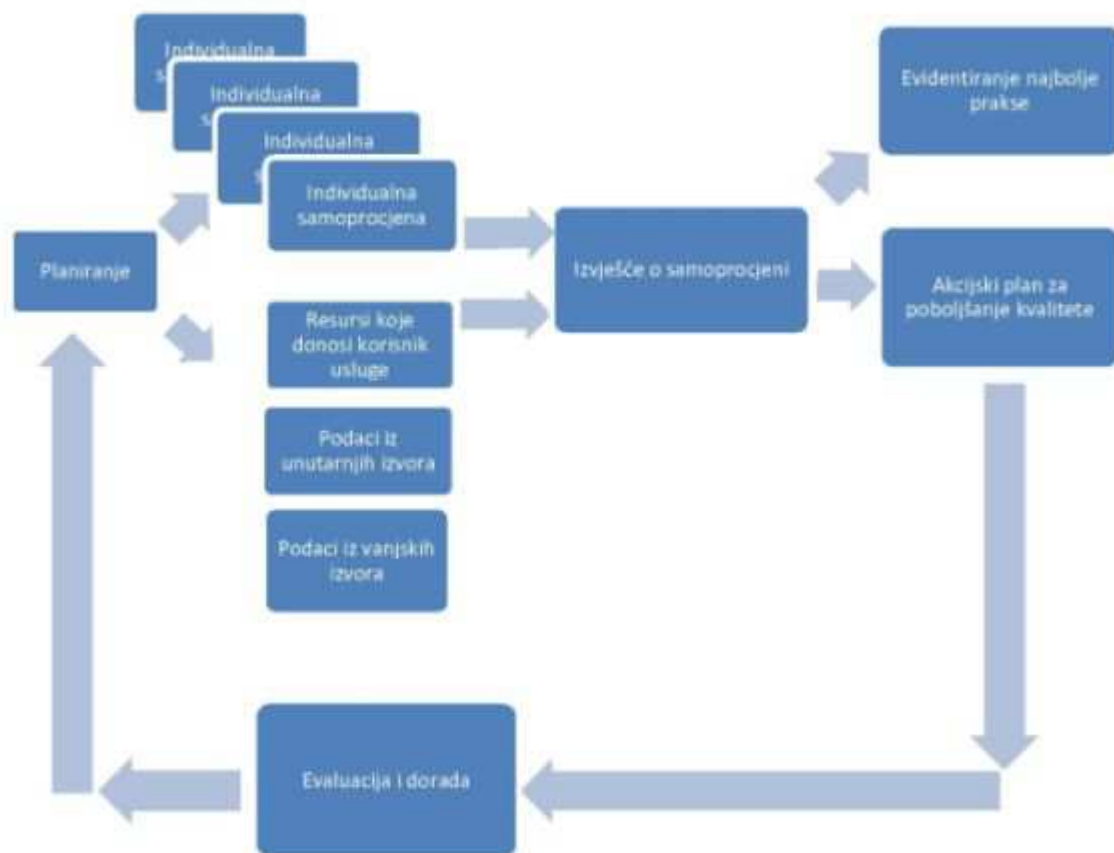 Individualna
Individualna
Individualna
Individualna
samoprocjena
Planiranje
Resursi koje
donosi korisnik
usluge
Podaci iz
unutarnjih izvora
Podaci iz vanjskih
izvora
Izvješće o samoprocjeni
Evidentiranje najbolje
prakse
Akcijski plan za
poboljšanje kvalitete
Evaluacija i dorada